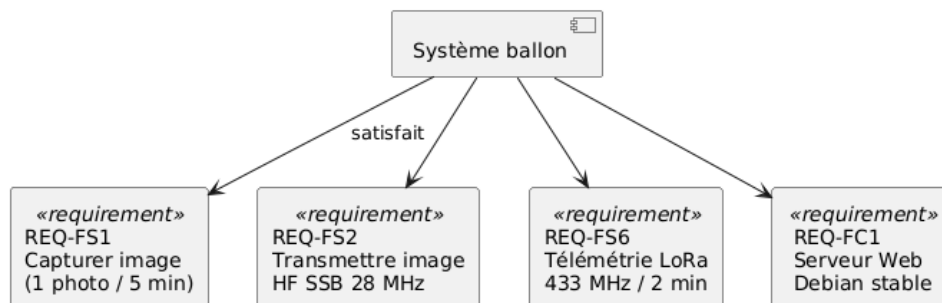 Système ballon
satisfait
«requirement»
REQ-FS1
Capturer image
(1 photo / 5 min)
«requirement»
REQ-FS2
Transmettre image
HF SSB 28 MHz
«requirement»
REQ-FS6
Télémétrie LoRa
433 MHz / 2 min
«requirement»
REQ-FC1
Serveur Web
Debian stable